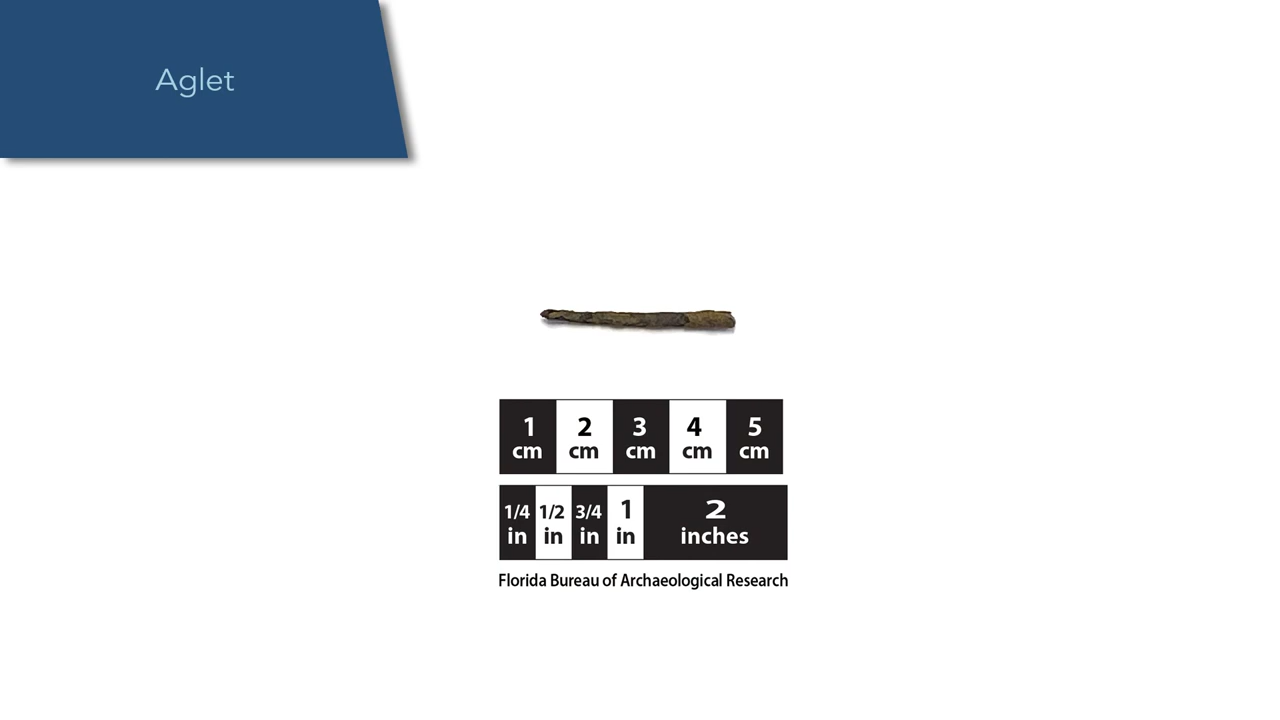 Aglet
1 2 3 4 5
cm cm cm cm cm
1/4 1/2 3/4 1 2
in in in in inches
Florida Bureau of Archaeological Research